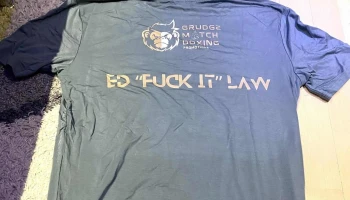 GRUDGE
MATCH
BOXING
ED "FUCK IT" LAW